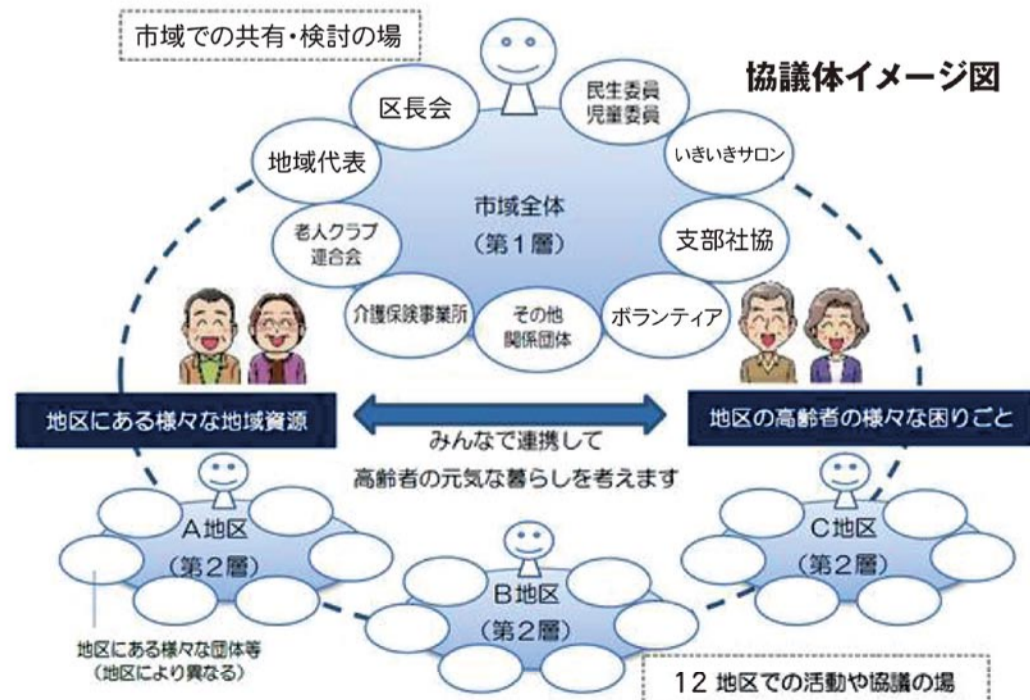 市域での共有・検討の場
協議体イメージ図
区長会
民生委員
児童委員
地域代表
いきいきサロン
市域全体
（第１層）
老人クラブ
連合会
支部社協
介護保険事業所
その他
関係団体
ボランティア
地区にある様々な地域資源
地区の高齢者の様々な困りごと
みんなで連携して
高齢者の元気な暮らしを考えます
A地区
（第２層）
B地区
（第２層）
C地区
（第２層）
地区にある様々な団体等
（地区により異なる）
12 地区での活動や協議の場